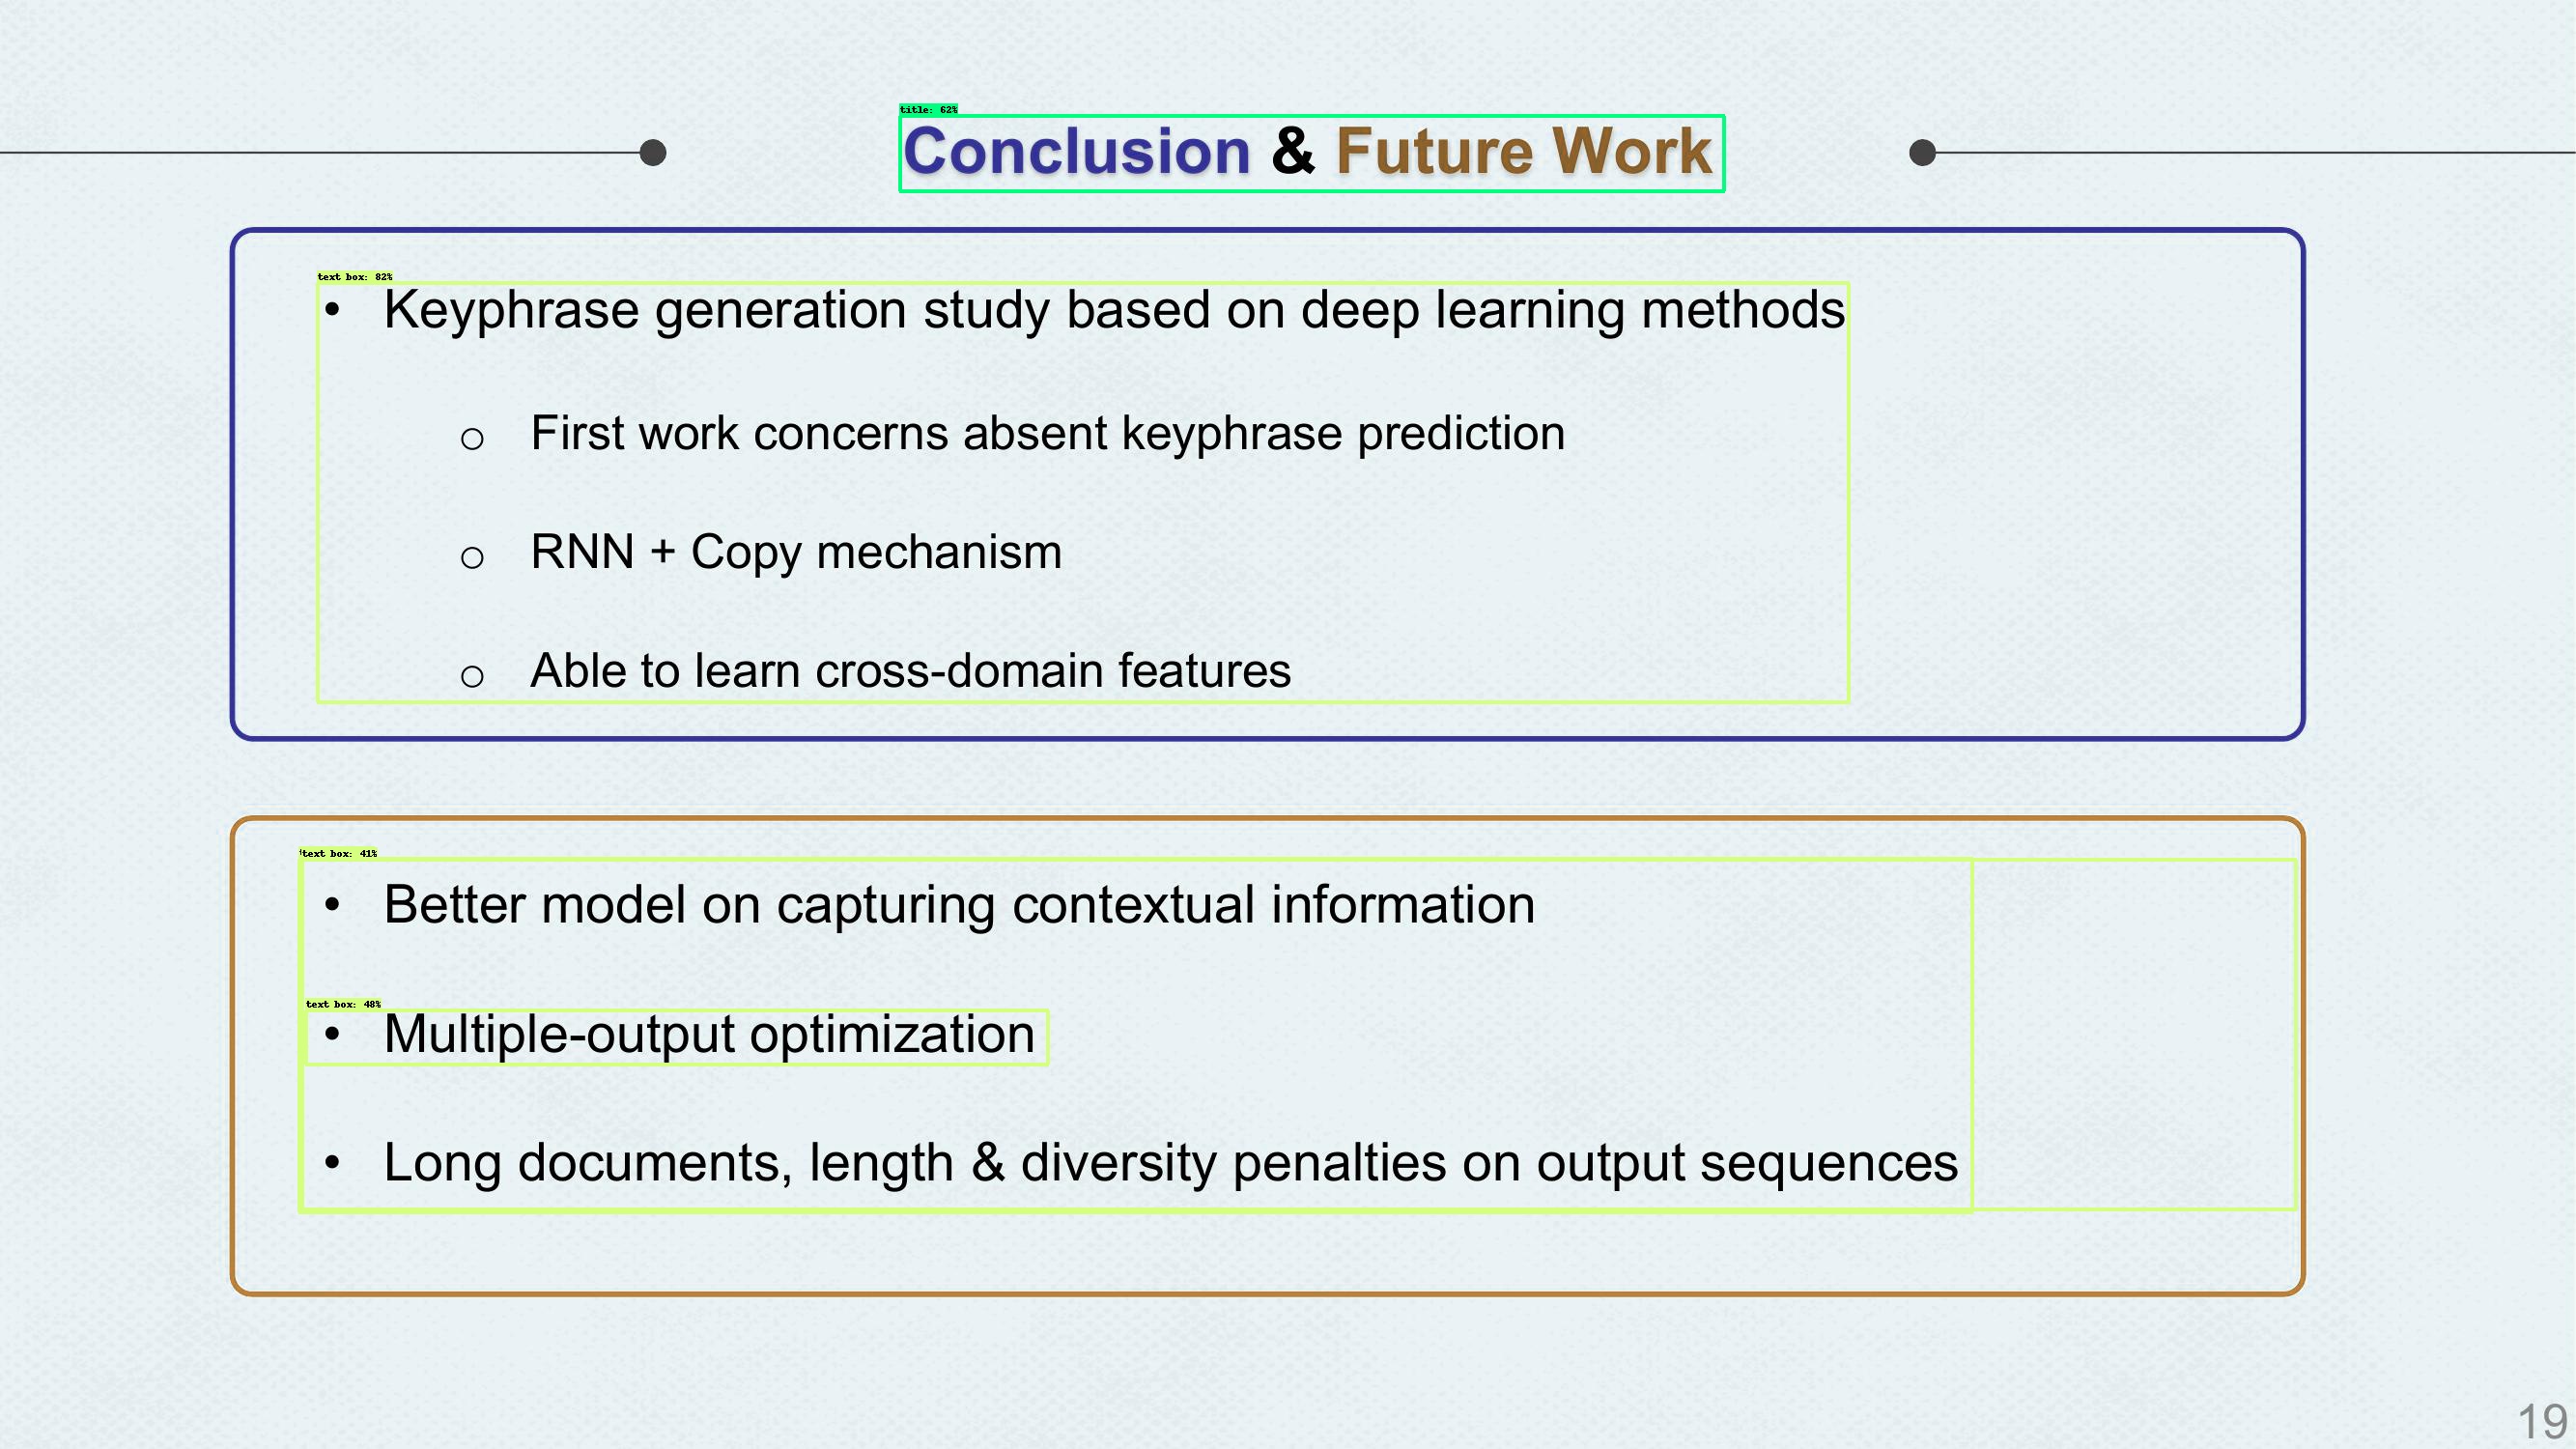 title: 62%
Conclusion & Future Work
text box: 82%
• Keyphrase generation study based on deep learning methods
o First work concerns absent keyphrase prediction
o RNN + Copy mechanism
o Able to learn cross-domain features
text box: 41%
• Better model on capturing contextual information
text box: 48%
• Multiple-output optimization
• Long documents, length & diversity penalties on output sequences
19